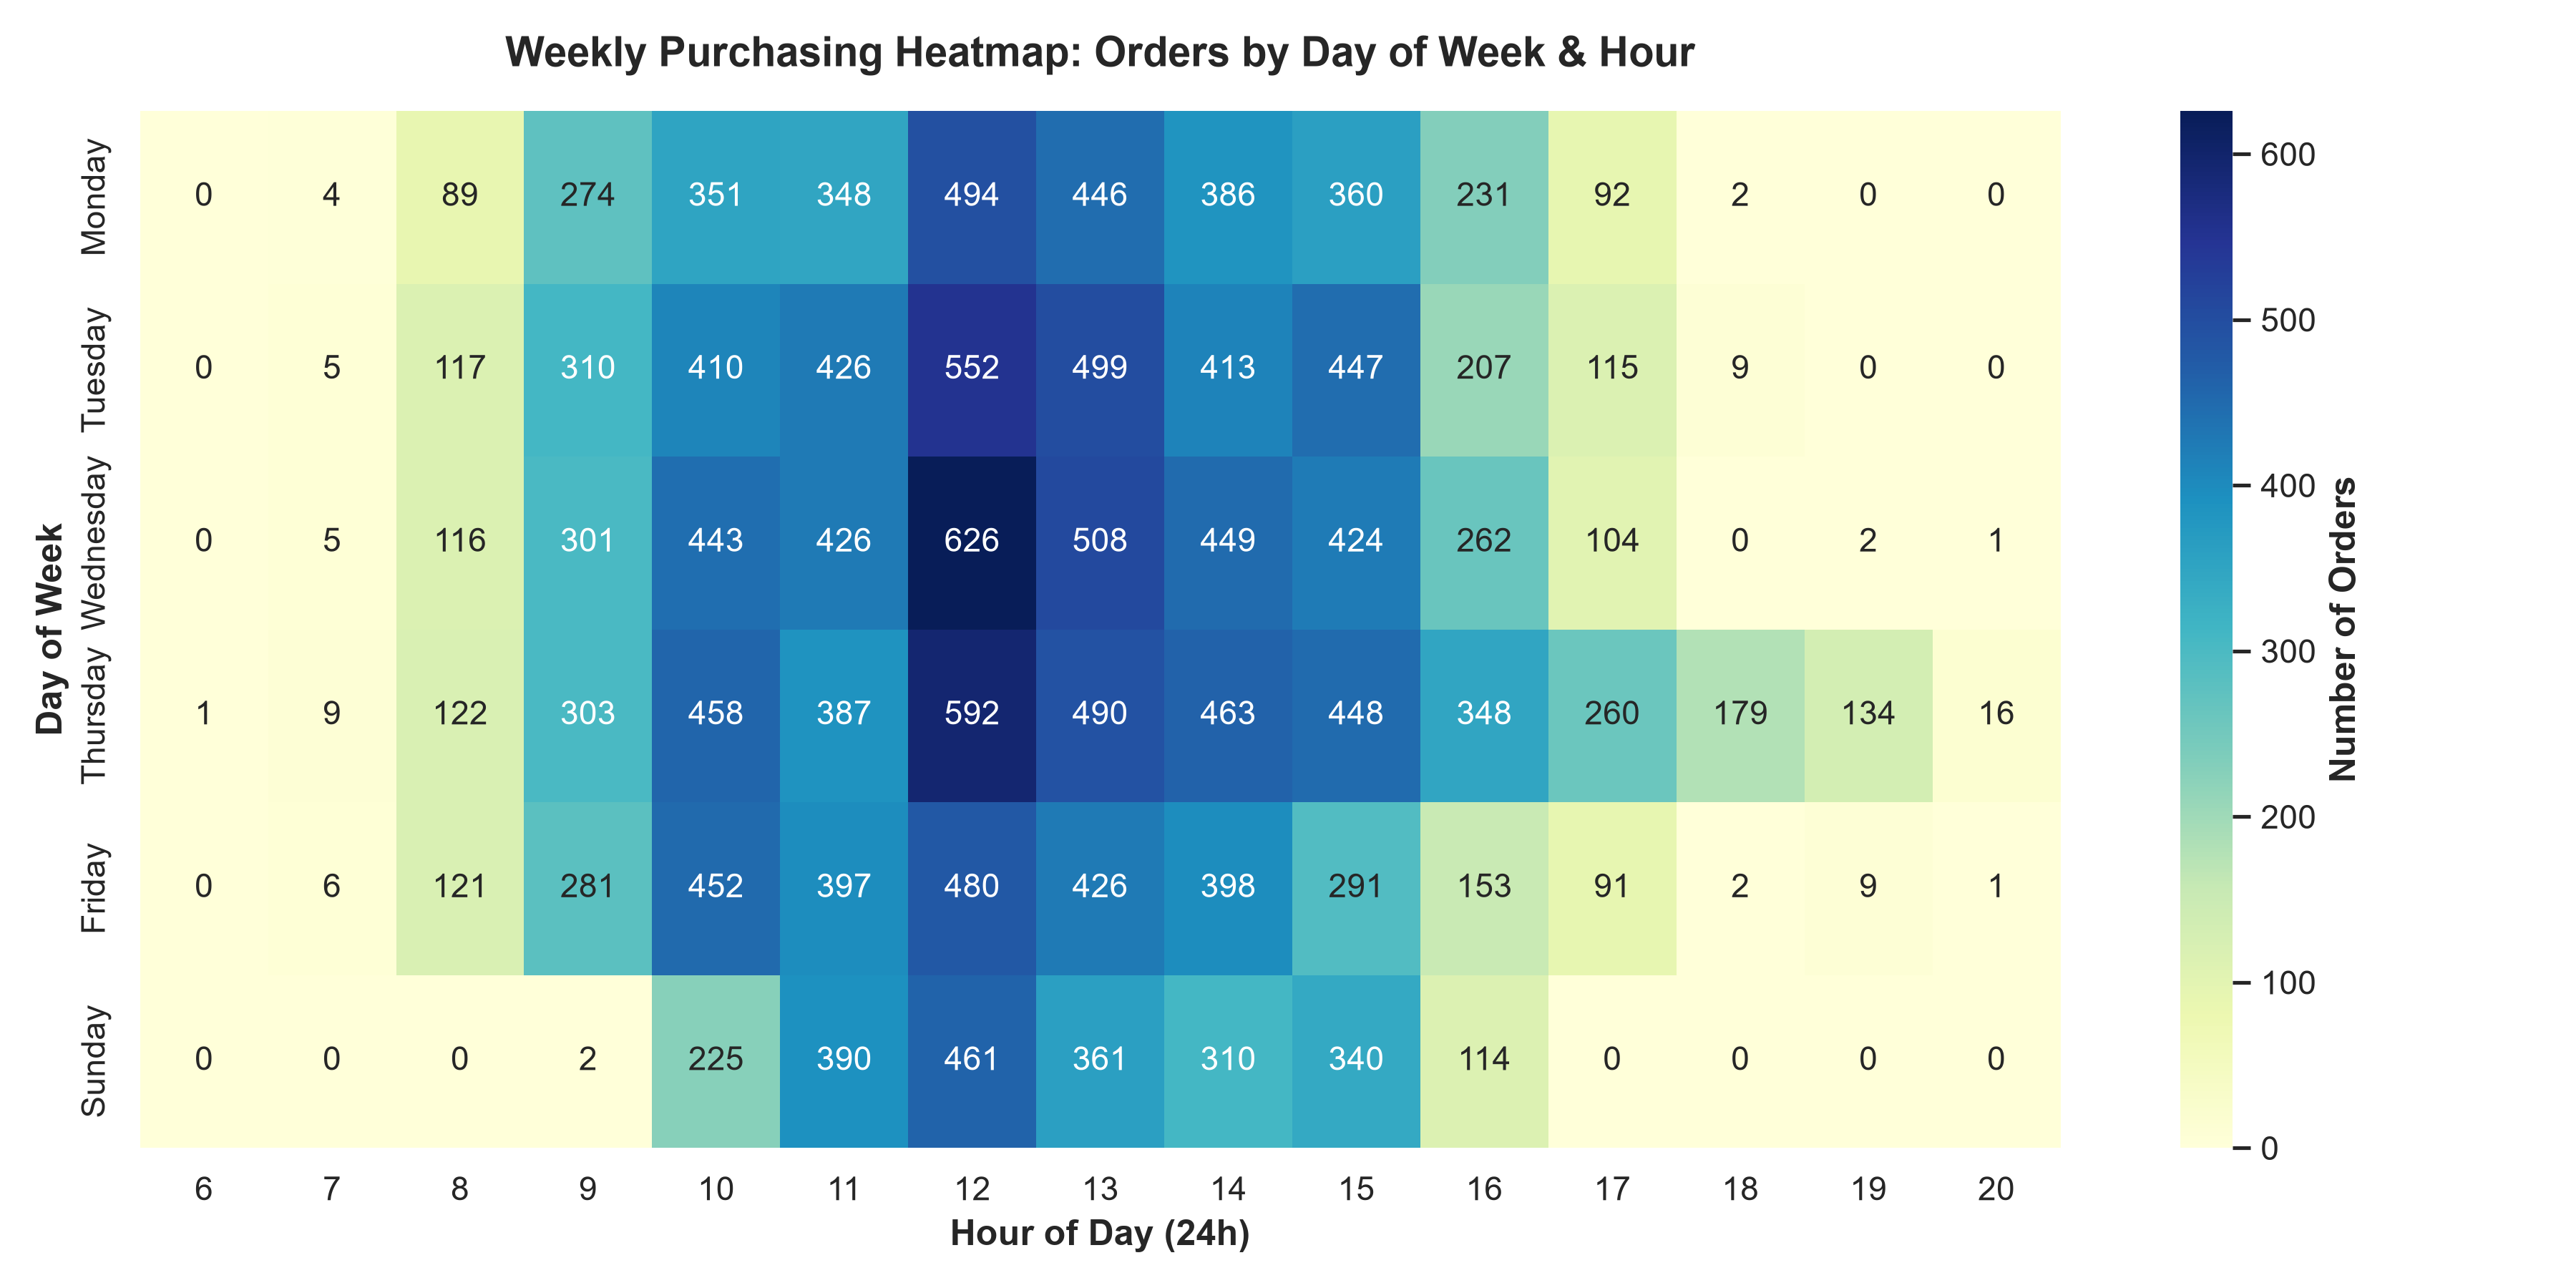 Weekly Purchasing Heatmap: Orders by Day of Week & Hour
Day of Week
Monday 0 4 89 274 351 348 494 446 386 360 231 92 2 0 0
Tuesday 0 5 117 310 410 426 552 499 413 447 207 115 9 0 0
Wednesday 0 5 116 301 443 426 626 508 449 424 262 104 0 2 1
Thursday 1 9 122 303 458 387 592 490 463 448 348 260 179 134 16
Friday 0 6 121 281 452 397 480 426 398 291 153 91 2 9 1
Sunday 0 0 0 2 225 390 461 361 310 340 114 0 0 0 0
6 7 8 9 10 11 12 13 14 15 16 17 18 19 20
Hour of Day (24h)
600
500
400
300
200
100
0
Number of Orders